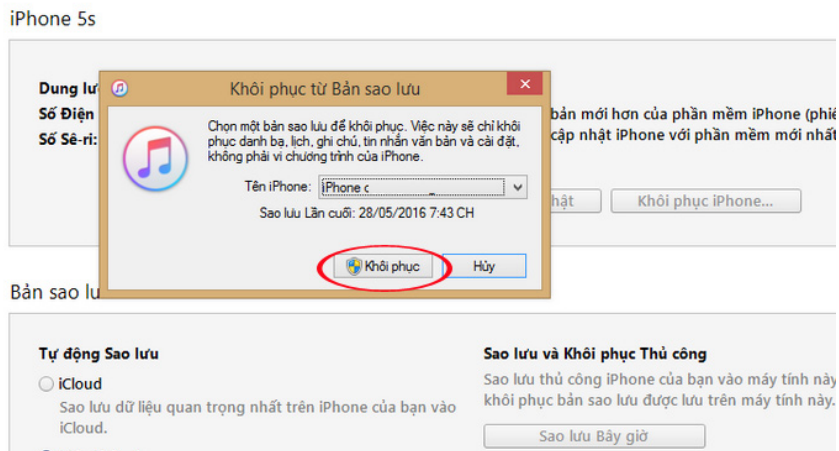 iPhone 5s
Khôi phục từ Bản sao lưu
Dung lư
Số Điện
Số Sê-ri:
Chọn một bản sao lưu để khôi phục. Việc này sẽ chỉ khôi
phục danh bạ, lịch, ghi chú, tin nhắn văn bản và cài đặt,
không phải vi chương trình của iPhone.
Tên iPhone: iPhone c
Sao lưu Lần cuối: 28/05/2016 7:43 CH
Khôi phục Hủy
bản mới hơn của phần mềm iPhone (phiê
cập nhật iPhone với phần mềm mới nhất
hật Khôi phục iPhone...
Bản sao lu
Tự động Sao lưu
iCloud
Sao lưu dữ liệu quan trọng nhất trên iPhone của bạn vào
iCloud.
Sao lưu và Khôi phục Thủ công
Sao lưu thủ công iPhone của bạn vào máy tính này
khôi phục bản sao lưu được lưu trên máy tính này.
Sao lưu Bây giờ